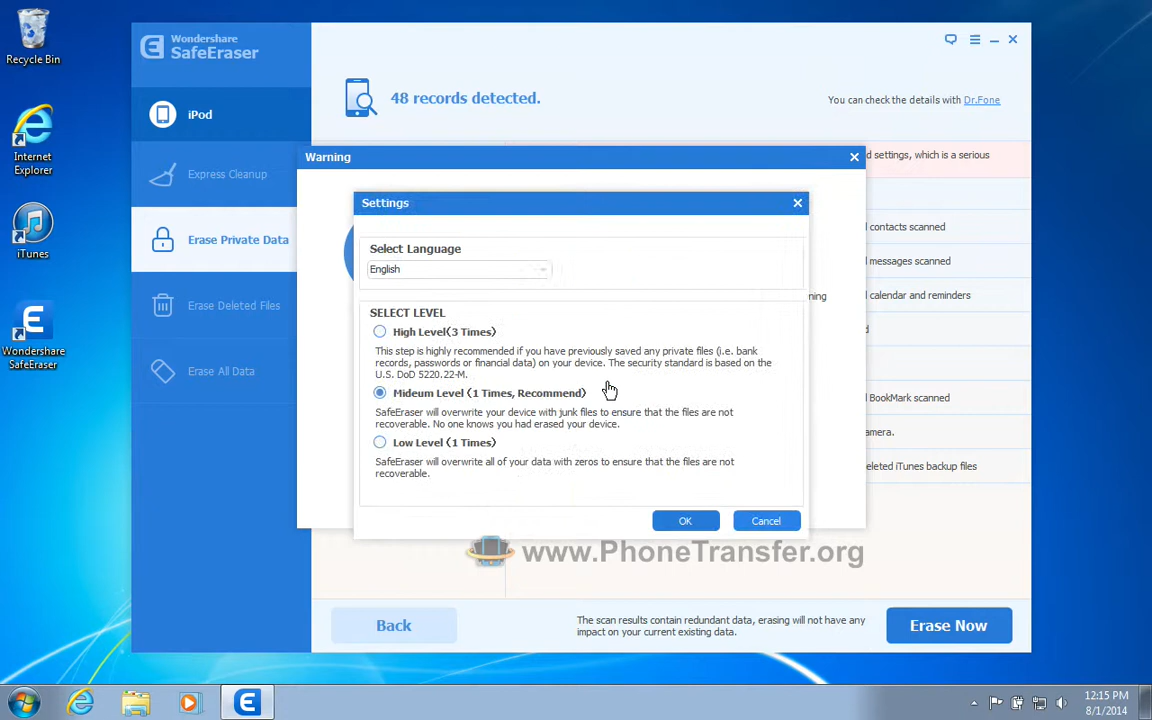 Recycle Bin
Internet
Explorer
iTunes
Wondershare
SafeEraser
Wondershare
SafeEraser
iPod
Express Cleanup
Erase Private Data
Erase Deleted Files
Erase All Data
48 records detected.
You can check the details with Dr.Fone
d settings, which is a serious
contacts scanned
messages scanned
calendar and reminders
BookMark scanned
amera.
eleted iTunes backup files
Warning
ning
Settings
Select Language
English
SELECT LEVEL
High Level(3 Times)
This step is highly recommended if you have previously saved any private files (i.e. bank
records, passwords or financial data) on your device. The security standard is based on the
U.S. DoD 5220.22-M.
Mideum Level (1 Times, Recommend)
SafeEraser will overwrite your device with junk files to ensure that the files are not
recoverable. No one knows you had erased your device.
Low Level (1 Times)
SafeEraser will overwrite all of your data with zeros to ensure that the files are not
recoverable.
OK
Cancel
www.PhoneTransfer.org
Back
The scan results contain redundant data, erasing will not have any
impact on your current existing data.
Erase Now
12:15 PM
8/1/2014